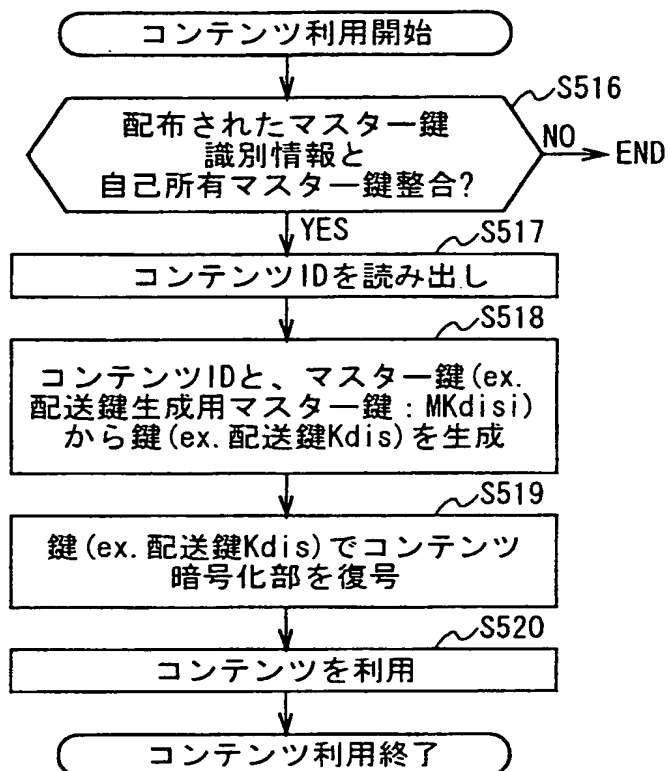 コンテンツ利用開始
S516
配布されたマスター鍵
識別情報と
自己所有マスター鍵整合?
NO
END
YES
S517
コンテンツIDを読み出し
S518
コンテンツIDと、マスター鍵(ex.
配送鍵生成用マスター鍵:MKdisi)
から鍵(ex.配送鍵Kdis)を生成
S519
鍵(ex.配送鍵Kdis)でコンテンツ
暗号化部を復号
S520
コンテンツを利用
コンテンツ利用終了